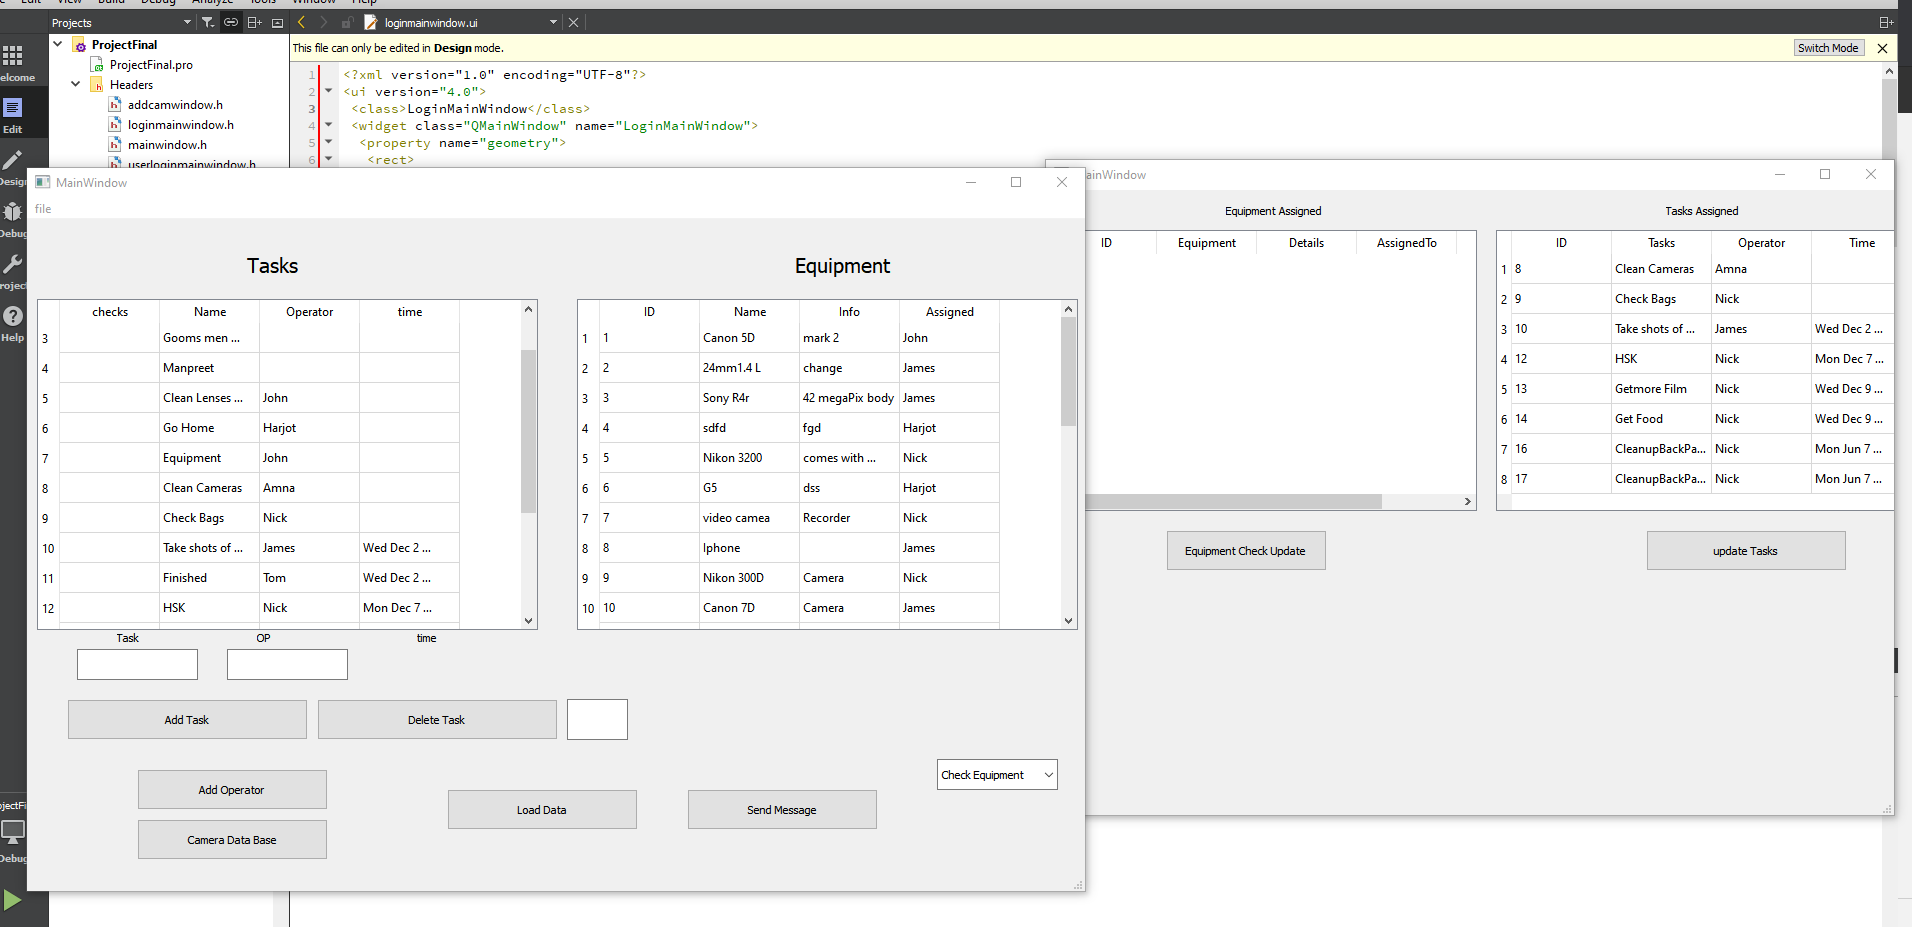 Edit View Build Debug Analyze Tools Window Help
Projects
loginmainwindow.ui
ProjectFinal
This file can only be edited in Design mode.
Switch Mode
ProjectFinal.pro
Headers
addcamwindow.h
loginmainwindow.h
mainwindow.h
userloginmainwindow.h
elcome
Edit
Design
Debug
Project
Help
ojectFi
Debug
1 <?xml version="1.0" encoding="UTF-8"?>
2 <ui version="4.0">
3 <class>LoginMainWindow</class>
4 <widget class="QMainWindow" name="LoginMainWindow">
5 <property name="geometry">
6 <rect>
MainWindow
file
Tasks
checks Name Operator time
3 Gooms men ...
4 Manpreet
5 Clean Lenses ... John
6 Go Home Harjot
7 Equipment John
8 Clean Cameras Amna
9 Check Bags Nick
10 Take shots of ... James Wed Dec 2 ...
11 Finished Tom Wed Dec 2 ...
12 HSK Nick Mon Dec 7 ...
Task OP time
Add Task
Delete Task
Add Operator
Camera Data Base
Load Data
Send Message
Check Equipment
Equipment
ID Name Info Assigned
1 1 Canon 5D mark 2 John
2 2 24mm1.4 L change James
3 3 Sony R4r 42 megaPix body James
4 4 sdfd fgd Harjot
5 5 Nikon 3200 comes with ... Nick
6 6 G5 dss Harjot
7 7 video camea Recorder Nick
8 8 Iphone James
9 9 Nikon 300D Camera Nick
10 10 Canon 7D Camera James
ainWindow
Equipment Assigned
ID Equipment Details AssignedTo
Equipment Check Update
Tasks Assigned
ID Tasks Operator Time
1 8 Clean Cameras Amna
2 9 Check Bags Nick
3 10 Take shots of ... James Wed Dec 2 ...
4 12 HSK Nick Mon Dec 7 ...
5 13 Getmore Film Nick Wed Dec 9 ...
6 14 Get Food Nick Wed Dec 9 ...
7 16 CleanupBackPa... Nick Mon Jun 7 ...
8 17 CleanupBackPa... Nick Mon Jun 7 ...
update Tasks